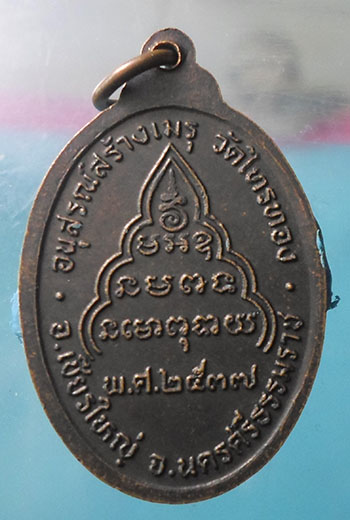 อนุสรณ์สร้างเมรุ วัดไทรทอง
พ.ศ.๒๕๓๗
อ.เชียรใหญ่ จ.นครศรีธรรมราช